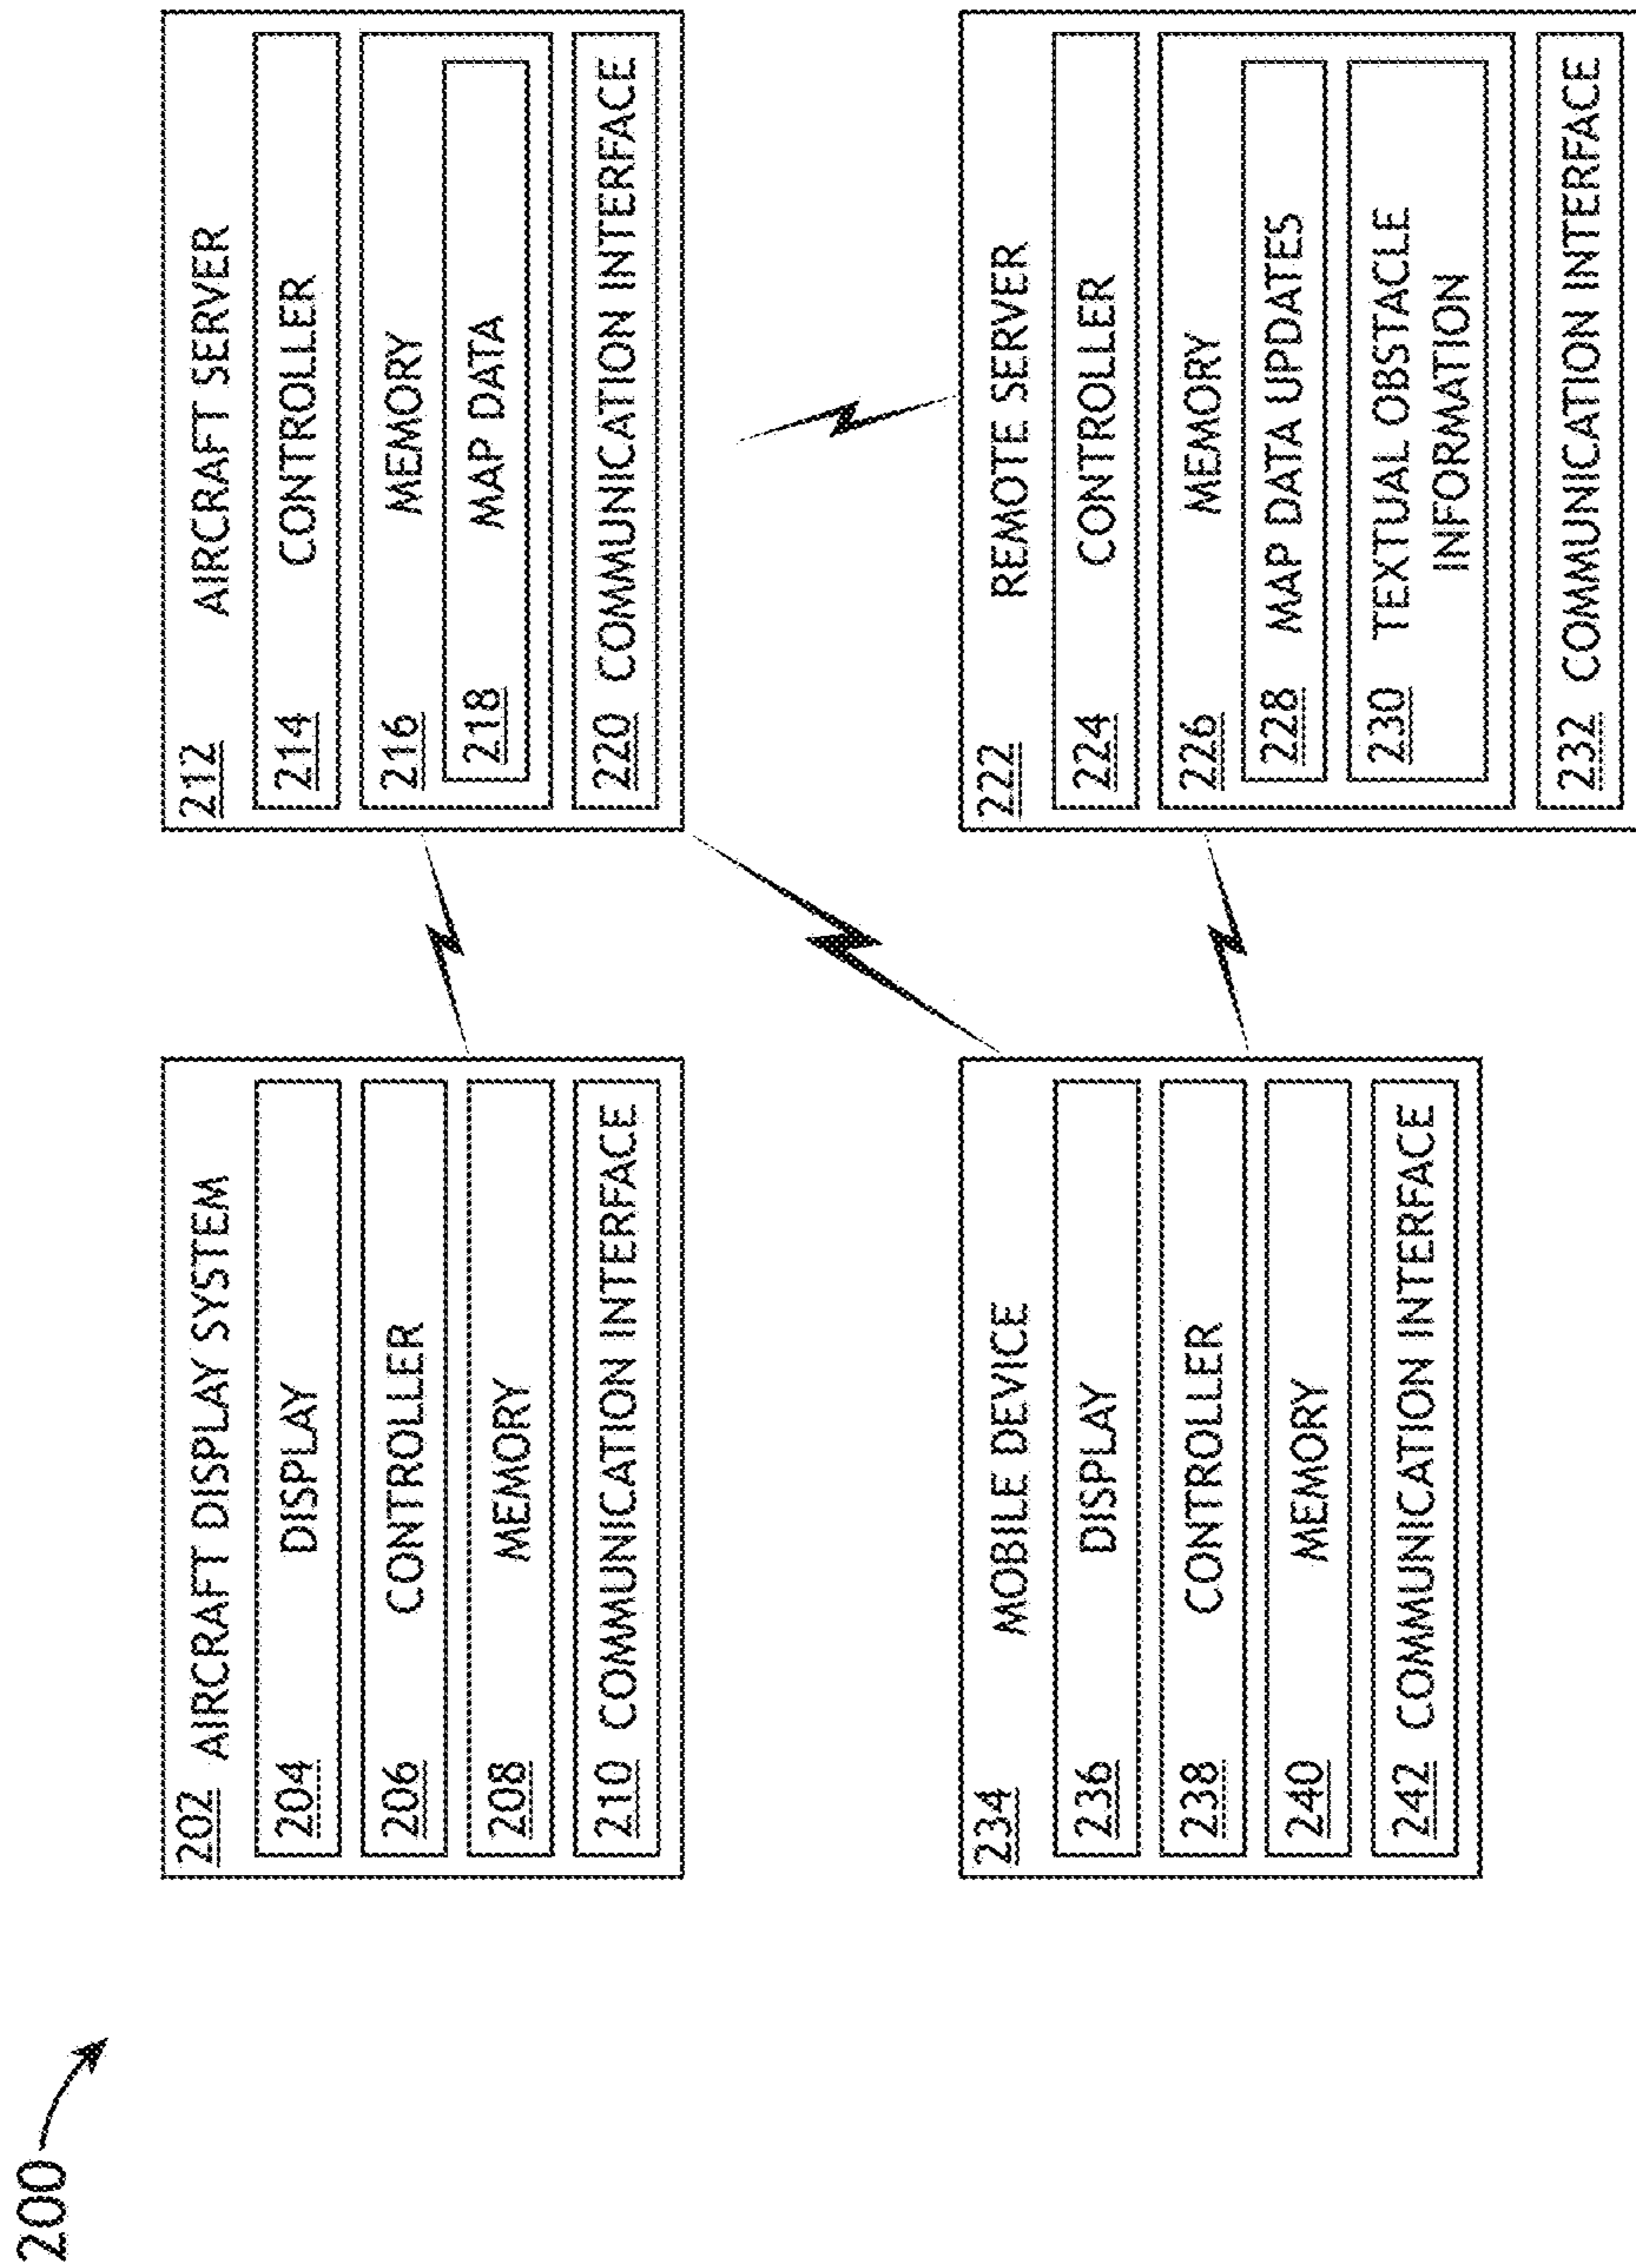 200
202 AIRCRAFT DISPLAY SYSTEM
204 DISPLAY
206 CONTROLLER
208 MEMORY
210 COMMUNICATION INTERFACE
212 AIRCRAFT SERVER
214 CONTROLLER
216 MEMORY
218 MAP DATA
220 COMMUNICATION INTERFACE
234 MOBILE DEVICE
236 DISPLAY
238 CONTROLLER
240 MEMORY
242 COMMUNICATION INTERFACE
222 REMOTE SERVER
224 CONTROLLER
226 MEMORY
228 MAP DATA UPDATES
230 TEXTUAL OBSTACLE
INFORMATION
232 COMMUNICATION INTERFACE